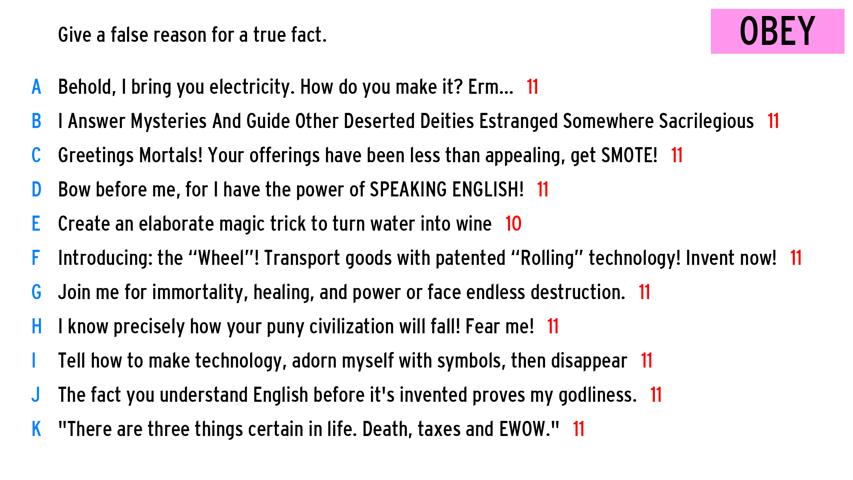 Give a false reason for a true fact.
OBEY
A Behold, I bring you electricity. How do you make it? Erm... 11
B I Answer Mysteries And Guide Other Deserted Deities Estranged Somewhere Sacrilegious 11
C Greetings Mortals! Your offerings have been less than appealing, get SMOTE! 11
D Bow before me, for I have the power of SPEAKING ENGLISH! 11
E Create an elaborate magic trick to turn water into wine 10
F Introducing: the “Wheel”! Transport goods with patented “Rolling” technology! Invent now! 11
G Join me for immortality, healing, and power or face endless destruction. 11
H I know precisely how your puny civilization will fall! Fear me! 11
I Tell how to make technology, adorn myself with symbols, then disappear 11
J The fact you understand English before it's invented proves my godliness. 11
K "There are three things certain in life. Death, taxes and EWOW." 11